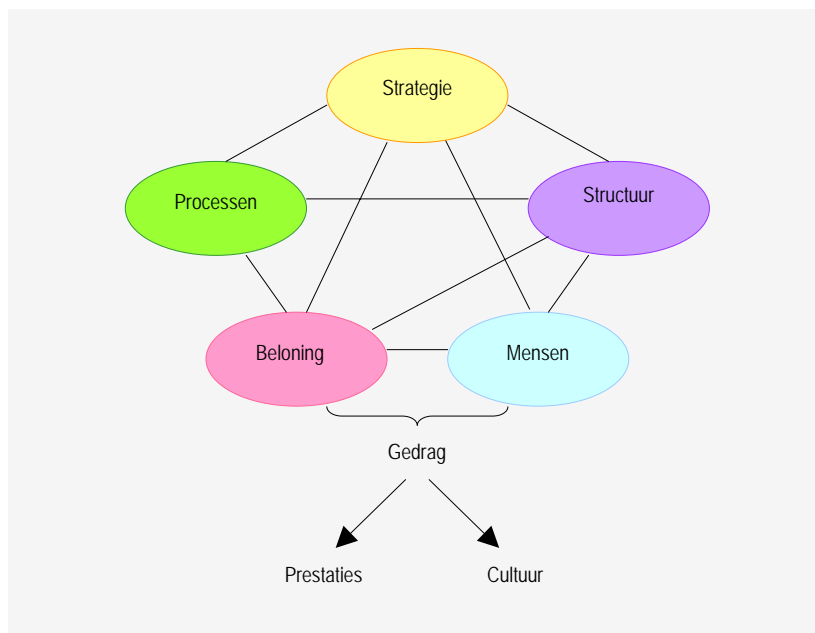 Strategie
Processen
Structuur
Beloning
Mensen
Gedrag
Prestaties
Cultuur